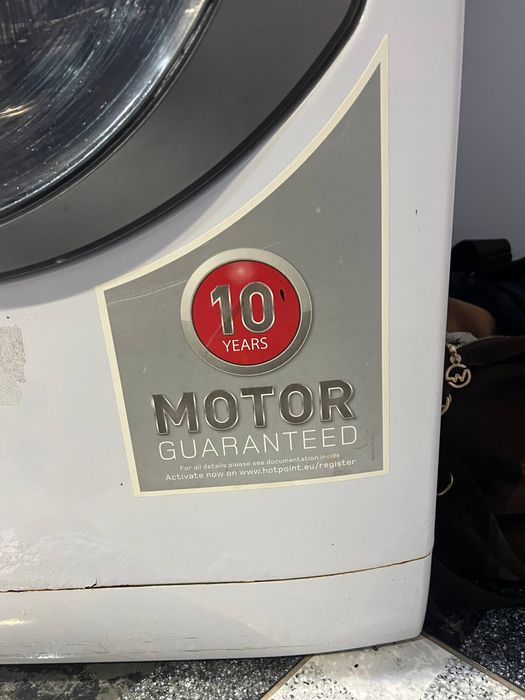 10
YEARS
MOTOR
GUARANTEED
For all details please see documentation inside
Activate now on www.hotpoint.eu/register